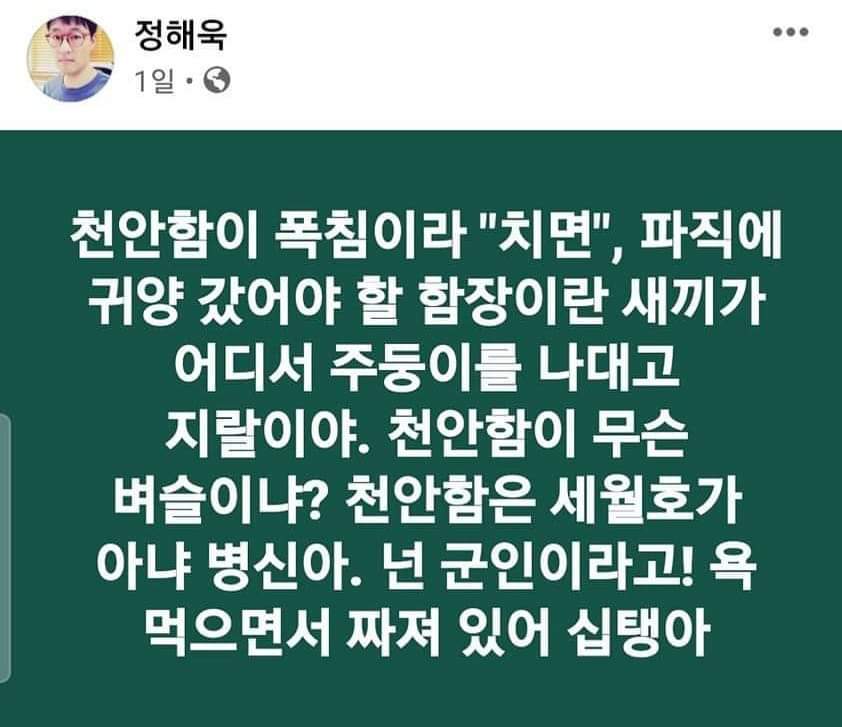 정해욱
1일 ·
천안함이 폭침이라 "치면", 파직에
귀양 갔어야 할 함장이란 새끼가
어디서 주둥이를 나대고
지랄이야. 천안함이 무슨
벼슬이냐? 천안함은 세월호가
아냐 병신아. 넌 군인이라고! 욕
먹으면서 짜져 있어 십탱아